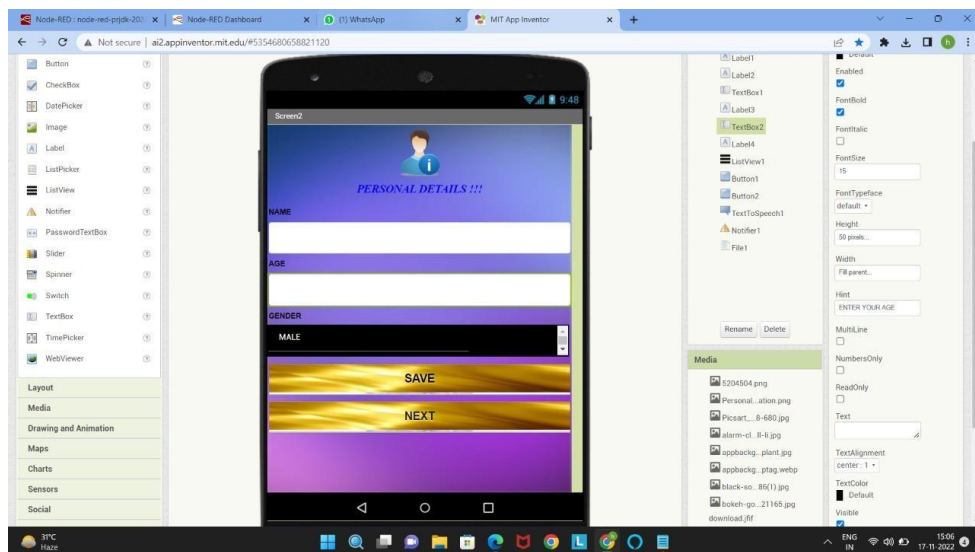 Node-RED : node-red-prjdk-202
Node-RED Dashboard
(1) WhatsApp
MIT App Inventor
Not secure | ai2.appinventor.mit.edu/#5354680658821120
h
Button
CheckBox
DatePicker
Image
Label
ListPicker
ListView
Notifier
PasswordTextBox
Slider
Spinner
Switch
TextBox
TimePicker
WebViewer
Layout
Media
Drawing and Animation
Maps
Charts
Sensors
Social
9:48
Screen2
PERSONAL DETAILS !!!
NAME
AGE
GENDER
MALE
SAVE
NEXT
Label1
Label2
TextBox1
Label3
TextBox2
Label4
ListView1
Button1
Button2
TextToSpeech1
Notifier1
File1
Rename Delete
Media
5204504.png
Personal...ation.png
Picsart,...8-680.jpg
alarm-cl...ll-li.jpg
appbackg...plant.jpg
appbackg...ptag.webp
black-so...86(1).jpg
bokeh-go...21165.jpg
download.jfif
Default
Enabled
FontBold
FontItalic
FontSize
15
FontTypeface
default
Height
50 pixels...
Width
Fill parent...
Hint
ENTER YOUR AGE
MultiLine
NumbersOnly
ReadOnly
Text
TextAlignment
center : 1
TextColor
Default
Visible
31°C
Haze
ENG
IN
15:06
17-11-2022